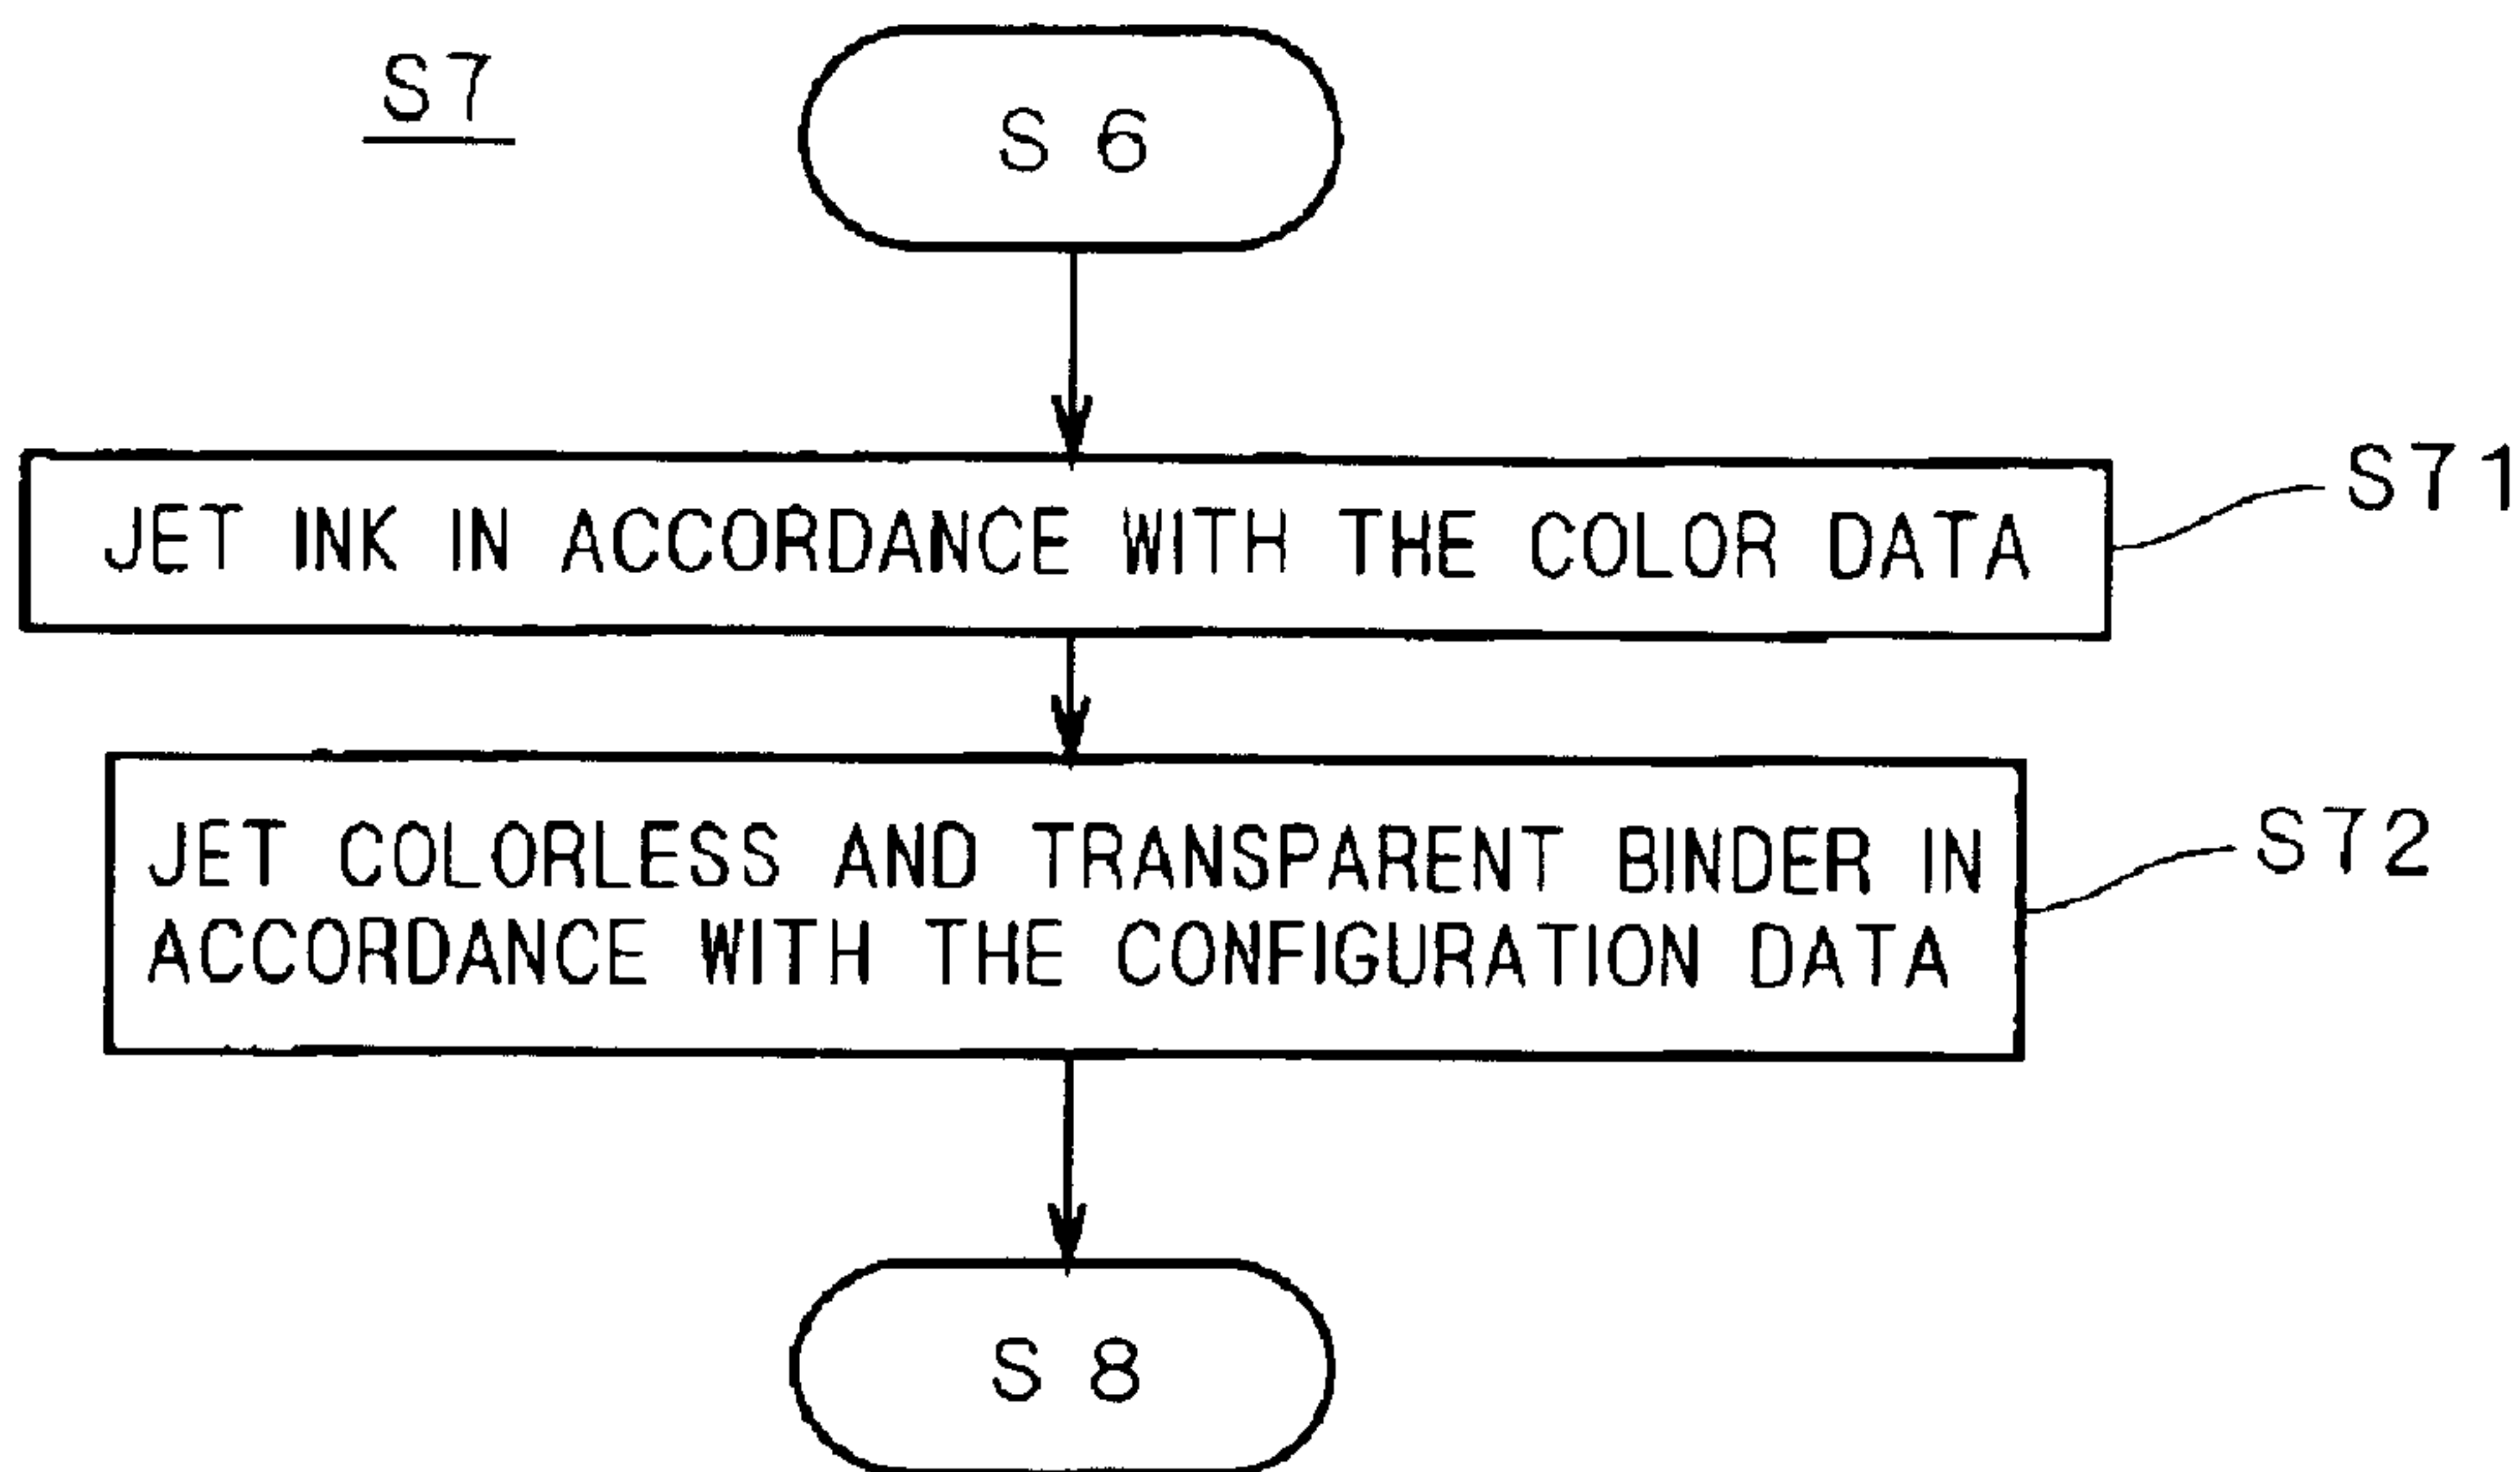 S7
S 6
JET INK IN ACCORDANCE WITH THE COLOR DATA
S71
JET COLORLESS AND TRANSPARENT BINDER IN
ACCORDANCE WITH THE CONFIGURATION DATA
S72
S 8